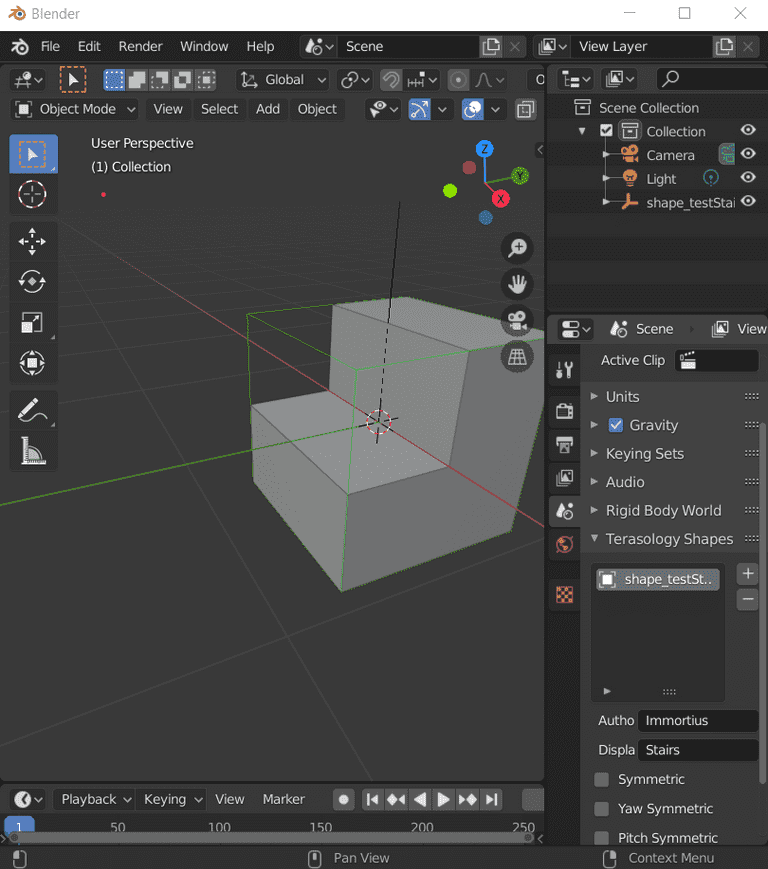 Blender
File Edit Render Window Help Scene View Layer
Global O
Object Mode View Select Add Object
User Perspective
(1) Collection
Z
Y
X
Scene Collection
Collection
Camera
Light
shape_testStai
Scene View
Active Clip
Units
Gravity
Keying Sets
Audio
Rigid Body World
Terasology Shapes
shape_testSt..
Autho Immortius
Displa Stairs
Symmetric
Yaw Symmetric
Pitch Symmetric
Playback Keying View Marker
1 50 100 150 200 250
Pan View Context Menu